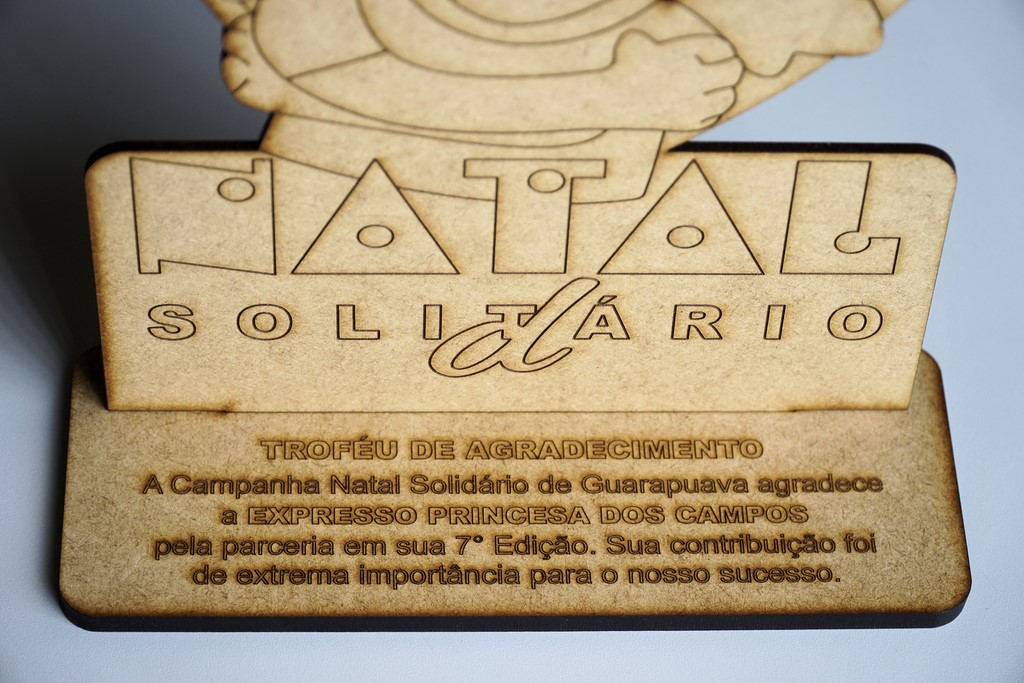 NATAL
SOLITÁRIO
d
TROFÉU DE AGRADECIMENTO
A Campanha Natal Solidário de Guarapuava agradece
a EXPRESSO PRINCESA DOS CAMPOS
pela parceria em sua 7° Edição. Sua contribuição foi
de extrema importância para o nosso sucesso.